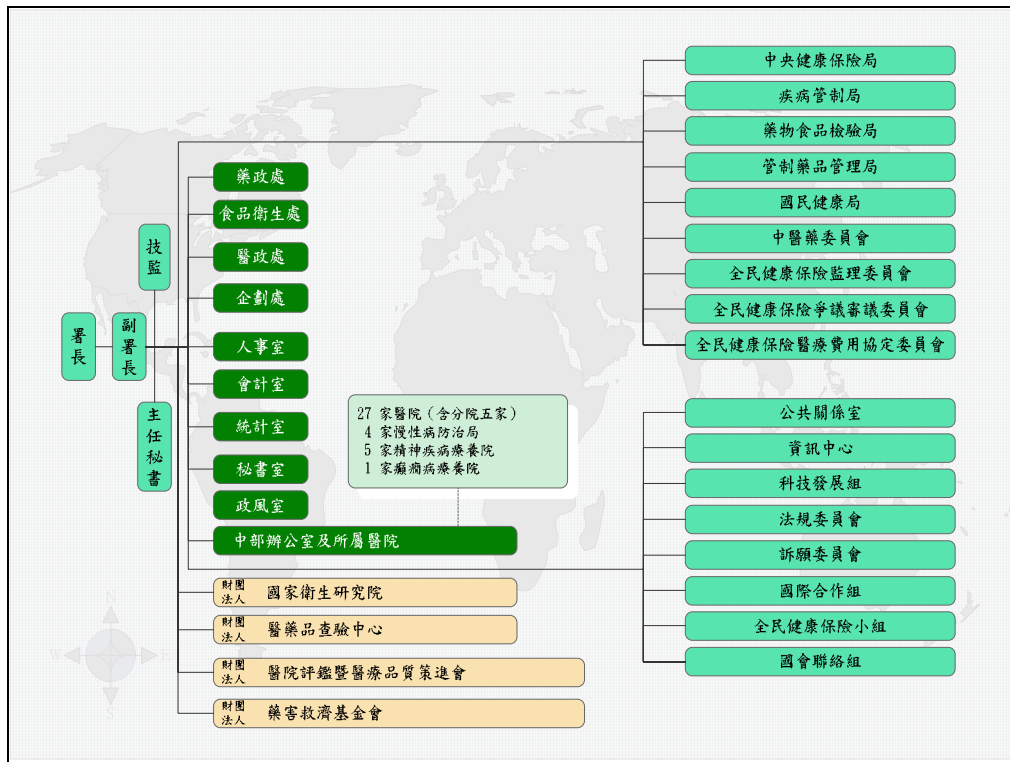 署長
副署長
技監
主任秘書
藥政處
食品衛生處
醫政處
企劃處
人事室
會計室
統計室
秘書室
政風室
中部辦公室及所屬醫院
27 家醫院（含分院五家）
4 家慢性病防治局
5 家精神疾病療養院
1 家癲癇病療養院
財團法人 國家衛生研究院
財團法人 醫藥品查驗中心
財團法人 醫院評鑑暨醫療品質策進會
財團法人 藥害救濟基金會
中央健康保險局
疾病管制局
藥物食品檢驗局
管制藥品管理局
國民健康局
中醫藥委員會
全民健康保險監理委員會
全民健康保險爭議審議委員會
全民健康保險醫療費用協定委員會
公共關係室
資訊中心
科技發展組
法規委員會
訴願委員會
國際合作組
全民健康保險小組
國會聯絡組
N
W
E
S